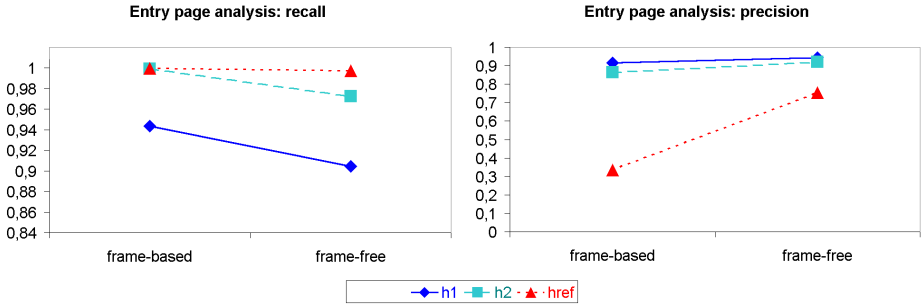 Entry page analysis: recall
1
0,98
0,96
0,94
0,92
0,9
0,88
0,86
0,84
frame-based
frame-free
Entry page analysis: precision
1
0,9
0,8
0,7
0,6
0,5
0,4
0,3
0,2
0,1
0
frame-based
frame-free
h1
h2
href